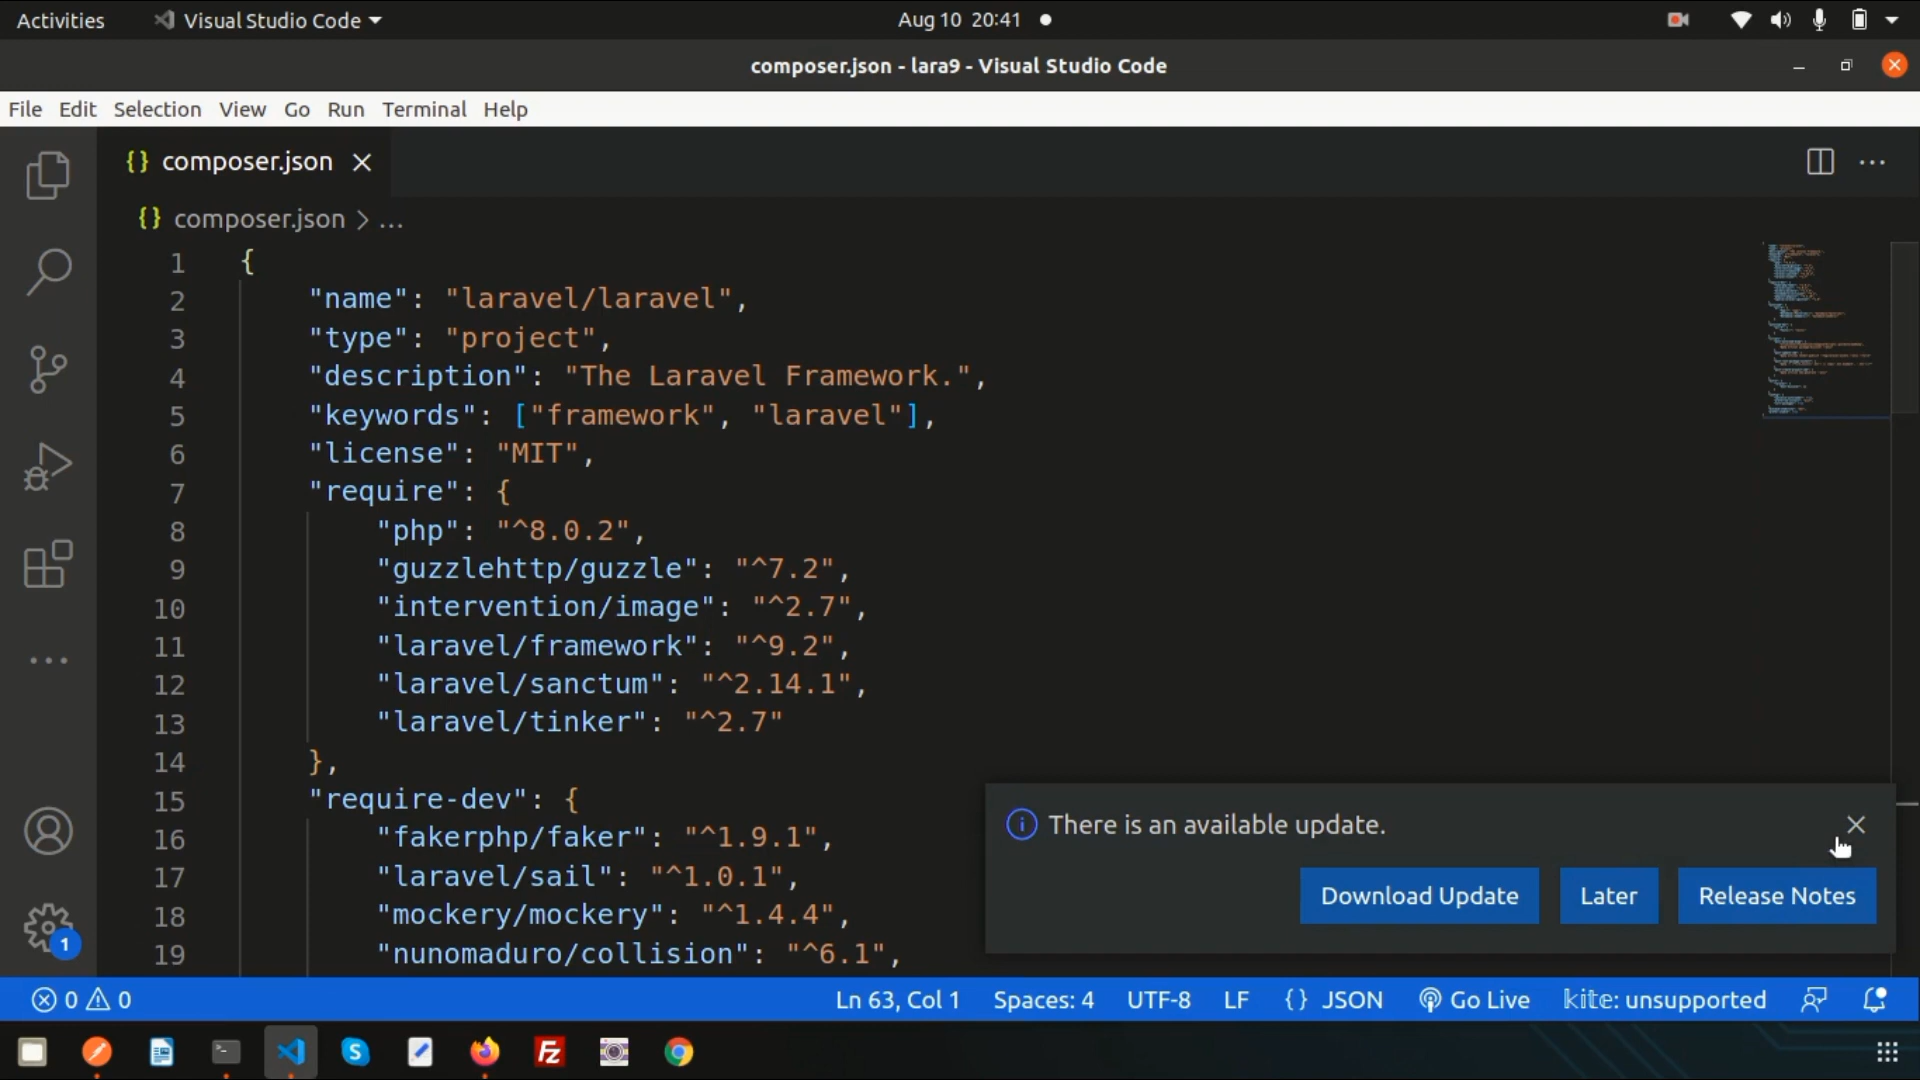 Activities
Visual Studio Code
Aug 10 20:41
composer.json - lara9 - Visual Studio Code
File Edit Selection View Go Run Terminal Help
{} composer.json
{} composer.json > ...
1 {
2 "name": "laravel/laravel",
3 "type": "project",
4 "description": "The Laravel Framework.",
5 "keywords": ["framework", "laravel"],
6 "license": "MIT",
7 "require": {
8 "php": "^8.0.2",
9 "guzzlehttp/guzzle": "^7.2",
10 "intervention/image": "^2.7",
11 "laravel/framework": "^9.2",
12 "laravel/sanctum": "^2.14.1",
13 "laravel/tinker": "^2.7"
14 },
15 "require-dev": {
16 "fakerphp/faker": "^1.9.1",
17 "laravel/sail": "^1.0.1",
18 "mockery/mockery": "^1.4.4",
19 "nunomaduro/collision": "^6.1",
There is an available update.
Download Update
Later
Release Notes
1
0 0
Ln 63, Col 1
Spaces: 4
UTF-8
LF
{} JSON
Go Live
kite: unsupported